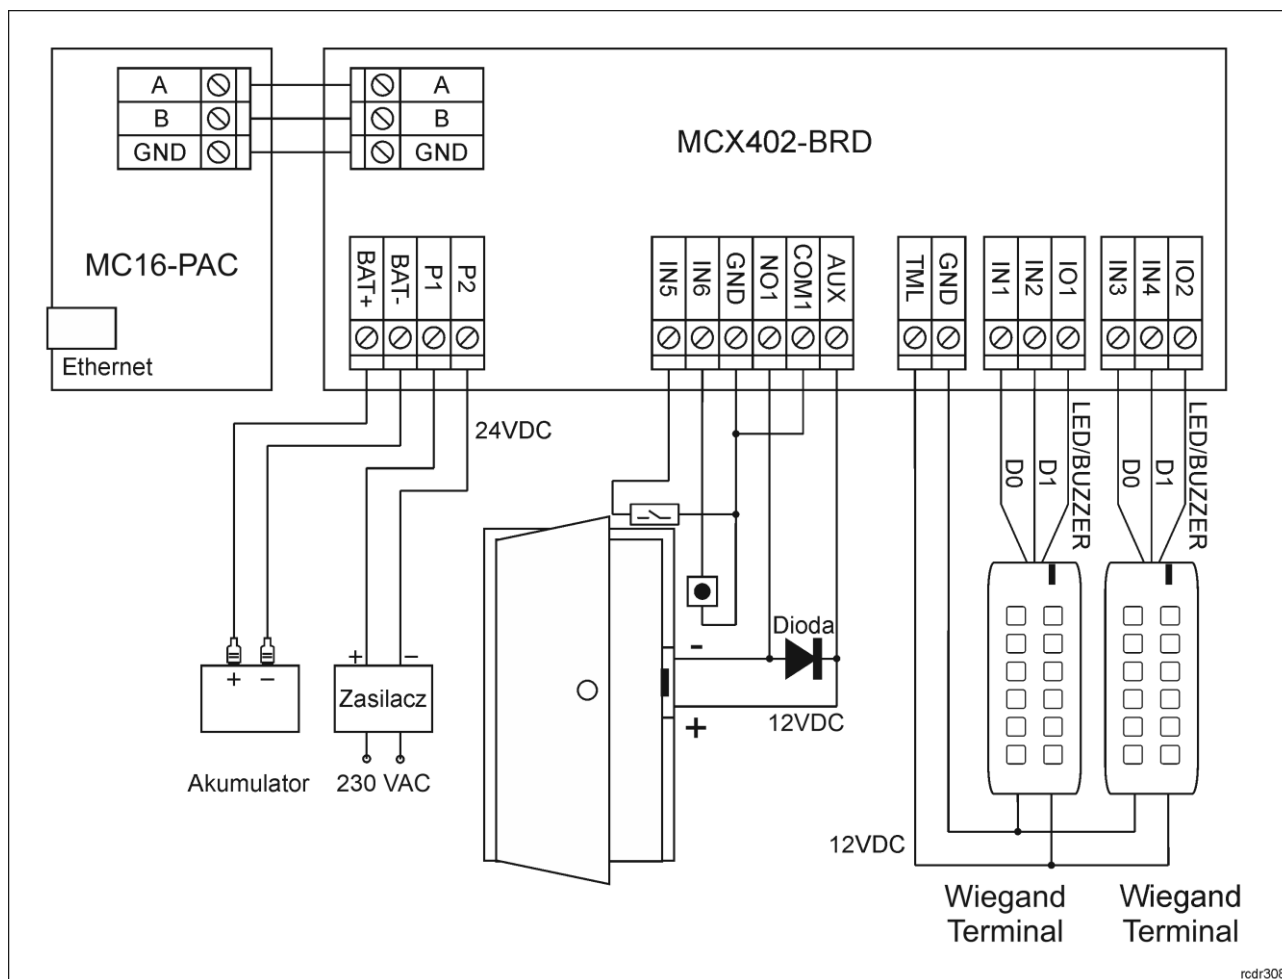 A
B
GND
A
B
GND
MCX402-BRD
MC16-PAC
Ethernet
BAT+
BAT-
P1
P2
IN5
IN6
GND
NO1
COM1
AUX
TML
GND
IN1
IN2
IO1
IN3
IN4
IO2
24VDC
D0
D1
LED/BUZZER
D0
D1
LED/BUZZER
Dioda
-
+
12VDC
+ −
Akumulator
+ −
Zasilacz
230 VAC
12VDC
Wiegand
Terminal
Wiegand
Terminal
rcdr308